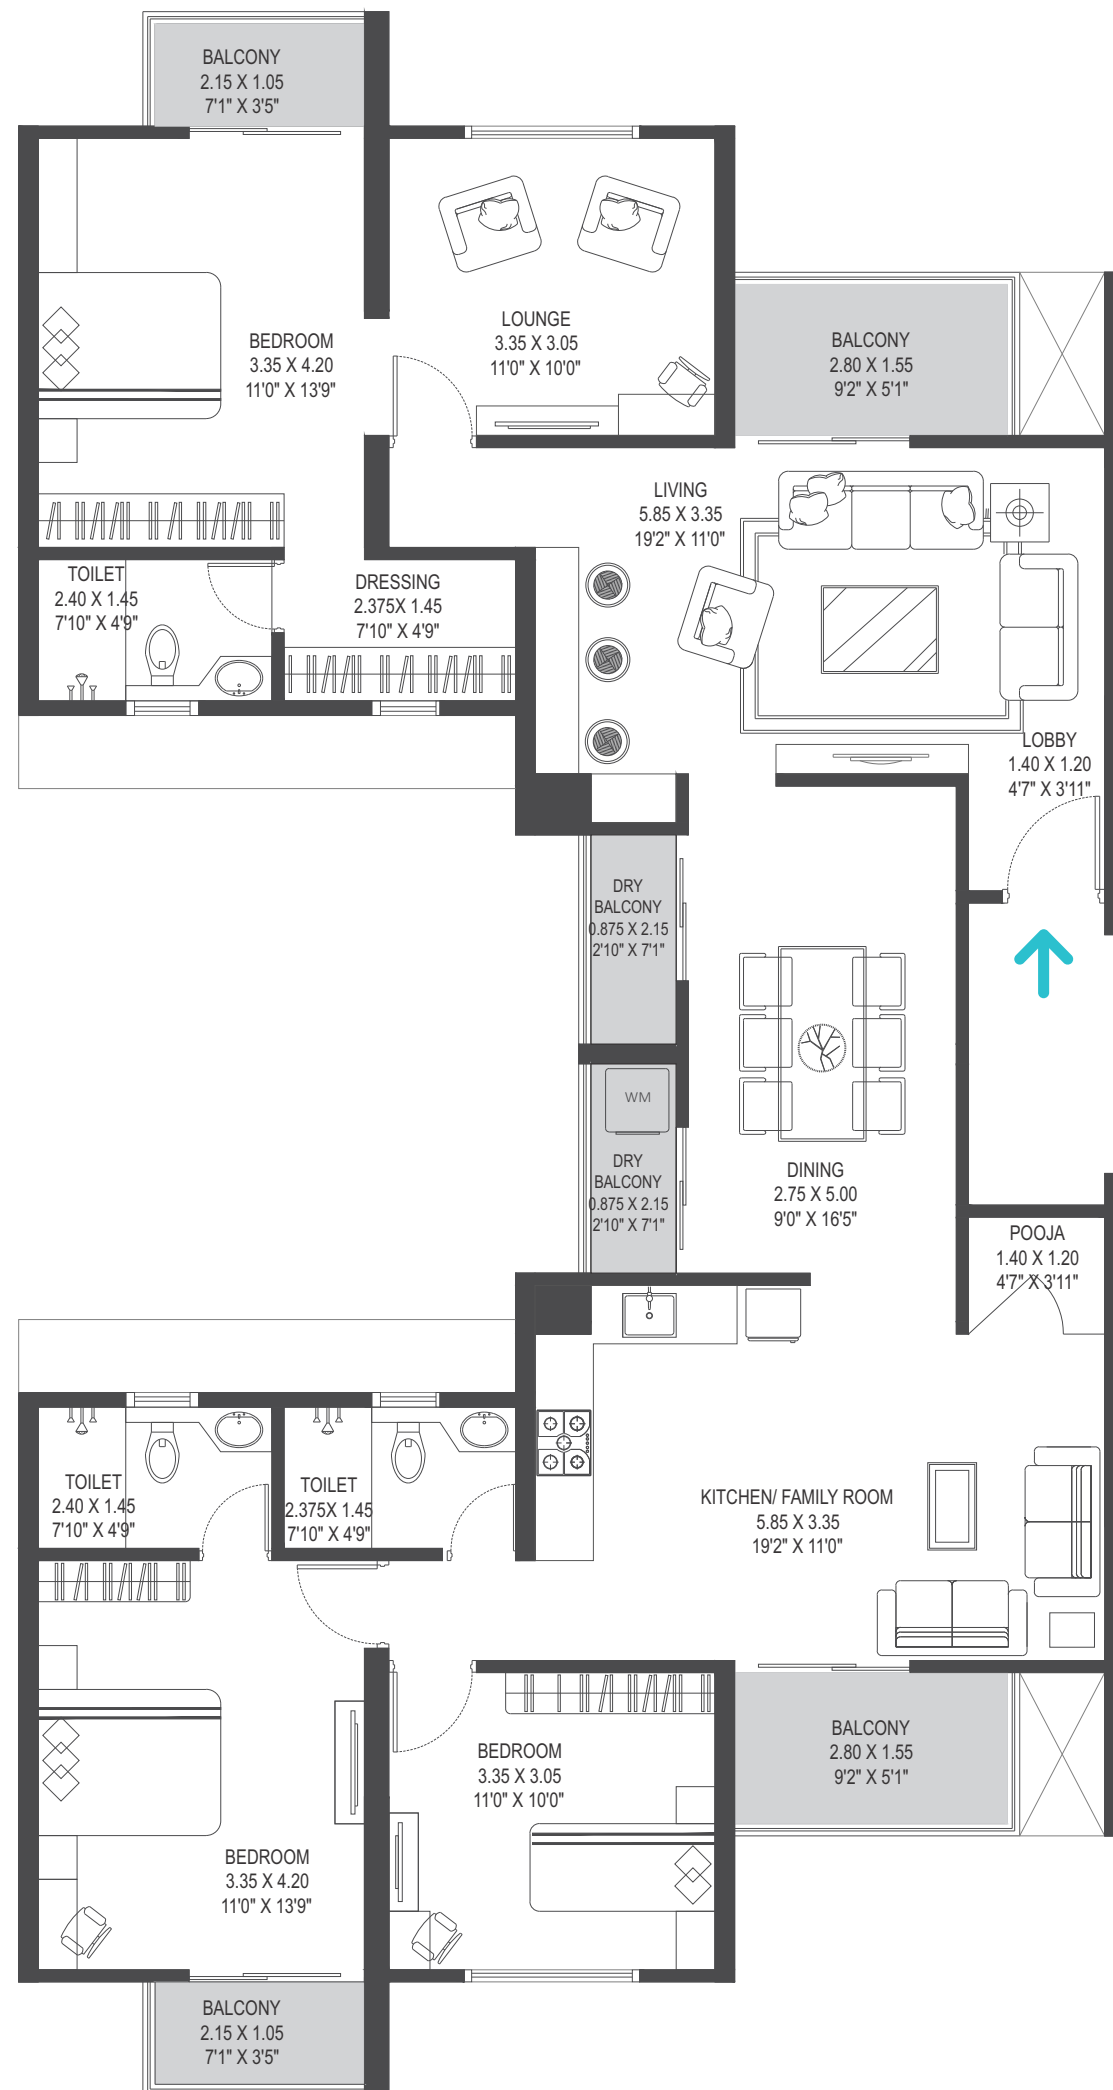 BALCONY
2.15 X 1.05
7'1" X 3'5"
LOUNGE
3.35 X 3.05
11'0" X 10'0"
BEDROOM
3.35 X 4.20
11'0" X 13'9"
BALCONY
2.80 X 1.55
9'2" X 5'1"
LIVING
5.85 X 3.35
19'2" X 11'0"
TOILET
2.40 X 1.45
7'10" X 4'9"
DRESSING
2.375X 1.45
7'10" X 4'9"
LOBBY
1.40 X 1.20
4'7" X 3'11"
DRY
BALCONY
0.875 X 2.15
2'10" X 7'1"
WM
DRY
BALCONY
0.875 X 2.15
2'10" X 7'1"
DINING
2.75 X 5.00
9'0" X 16'5"
POOJA
1.40 X 1.20
4'7" X 3'11"
TOILET
2.40 X 1.45
7'10" X 4'9"
TOILET
2.375X 1.45
7'10" X 4'9"
KITCHEN/ FAMILY ROOM
5.85 X 3.35
19'2" X 11'0"
BALCONY
2.80 X 1.55
9'2" X 5'1"
BEDROOM
3.35 X 3.05
11'0" X 10'0"
BEDROOM
3.35 X 4.20
11'0" X 13'9"
BALCONY
2.15 X 1.05
7'1" X 3'5"